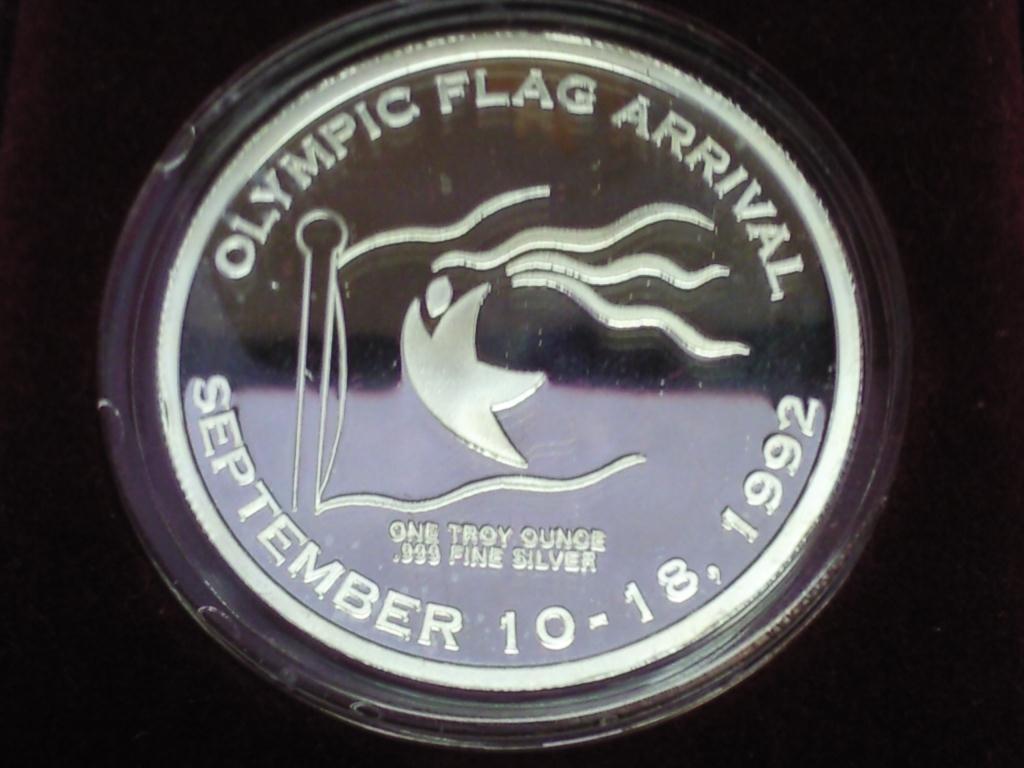 OLYMPIC FLAG ARRIVAL
ONE TROY OUNCE
.999 FINE SILVER
SEPTEMBER 10-18, 1992